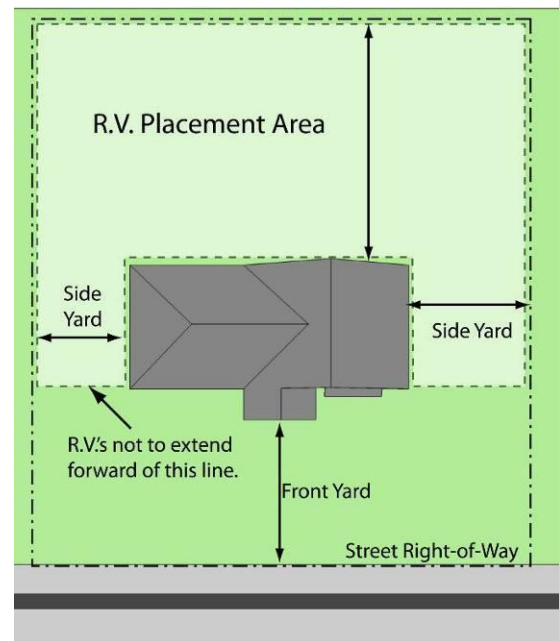 R.V. Placement Area
Side
Yard
Side Yard
R.V.'s not to extend
forward of this line.
Front Yard
Street Right-of-Way